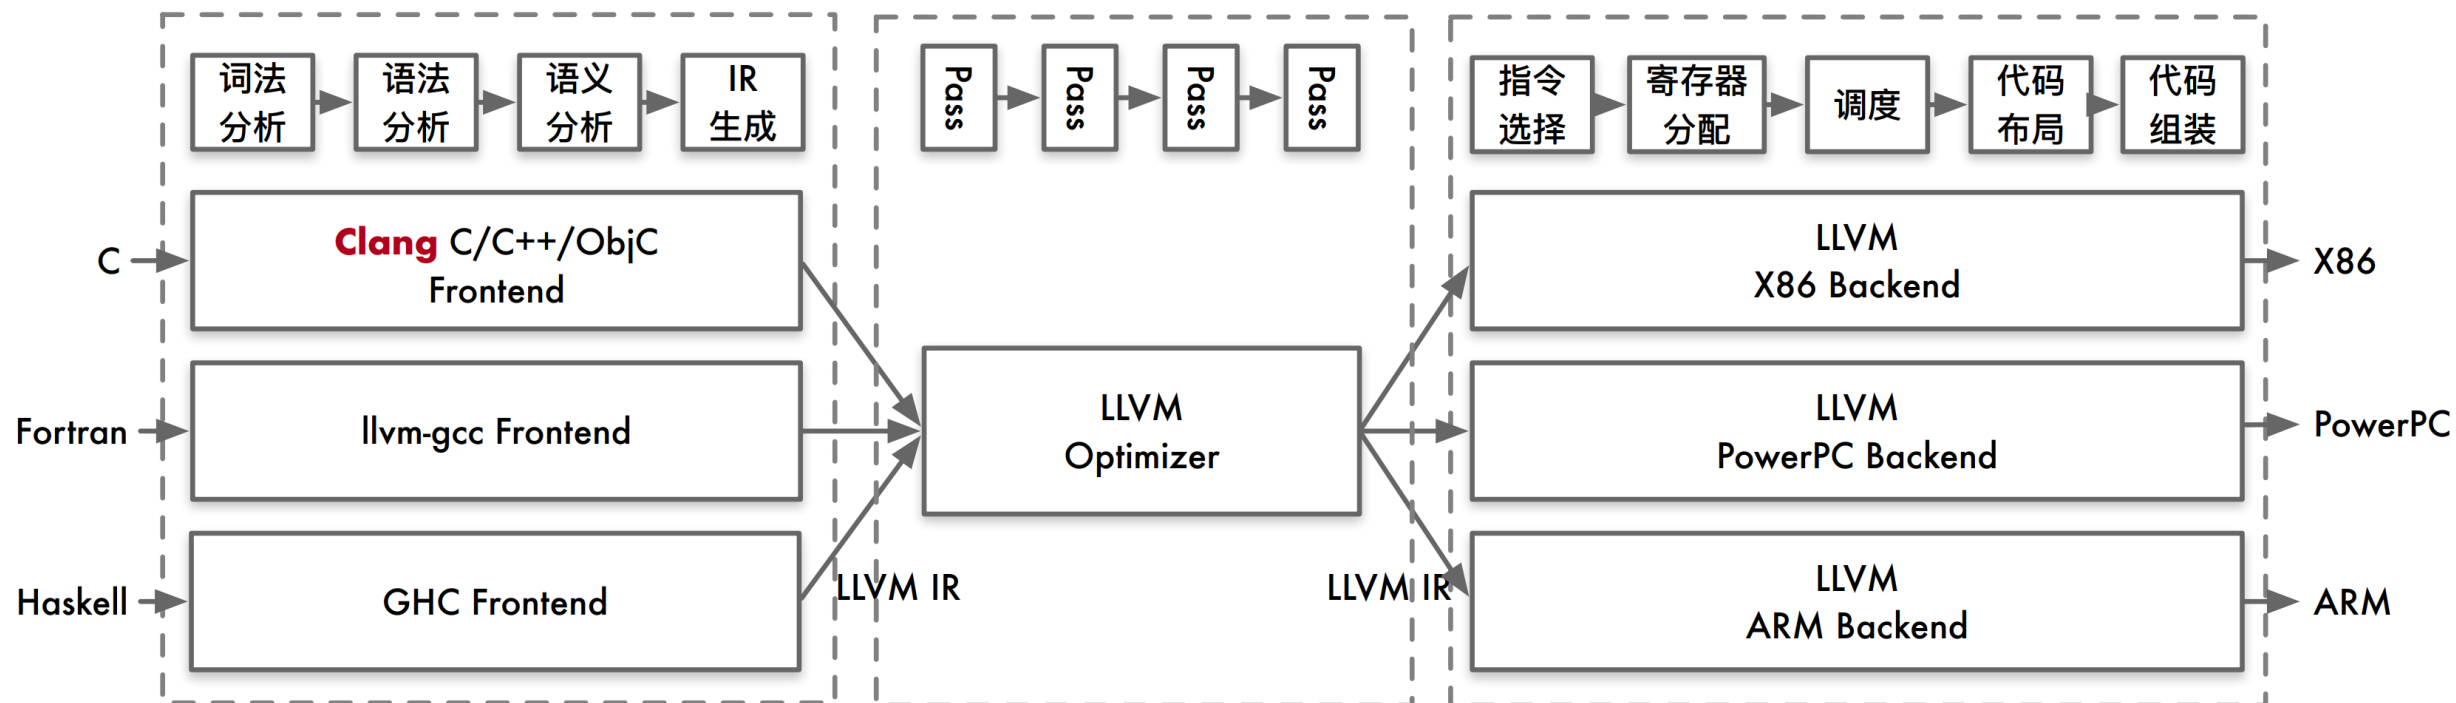 词法
分析
语法
分析
语义
分析
IR
生成
Pass
Pass
Pass
Pass
指令
选择
寄存器
分配
调度
代码
布局
代码
组装
C
Clang C/C++/ObjC
Frontend
Fortran
llvm-gcc Frontend
Haskell
GHC Frontend
LLVM IR
LLVM
Optimizer
LLVM IR
LLVM
X86 Backend
X86
LLVM
PowerPC Backend
PowerPC
LLVM
ARM Backend
ARM